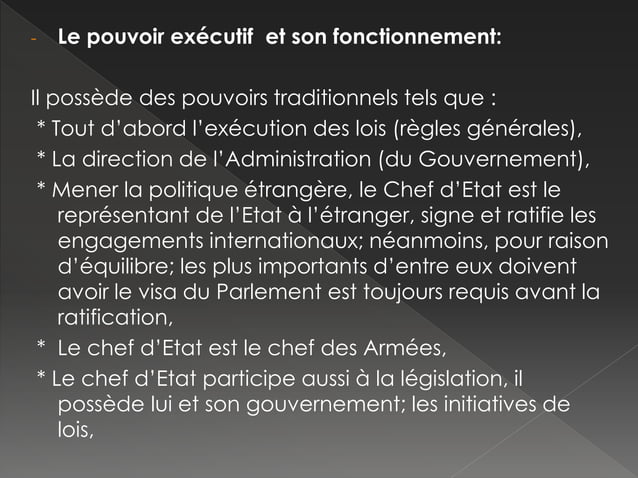 - Le pouvoir exécutif et son fonctionnement:
Il possède des pouvoirs traditionnels tels que :
* Tout d’abord l’exécution des lois (règles générales),
* La direction de l’Administration (du Gouvernement),
* Mener la politique étrangère, le Chef d’Etat est le
représentant de l’Etat à l’étranger, signe et ratifie les
engagements internationaux; néanmoins, pour raison
d’équilibre; les plus importants d’entre eux doivent
avoir le visa du Parlement est toujours requis avant la
ratification,
* Le chef d’Etat est le chef des Armées,
* Le chef d’Etat participe aussi à la législation, il
possède lui et son gouvernement; les initiatives de
lois,